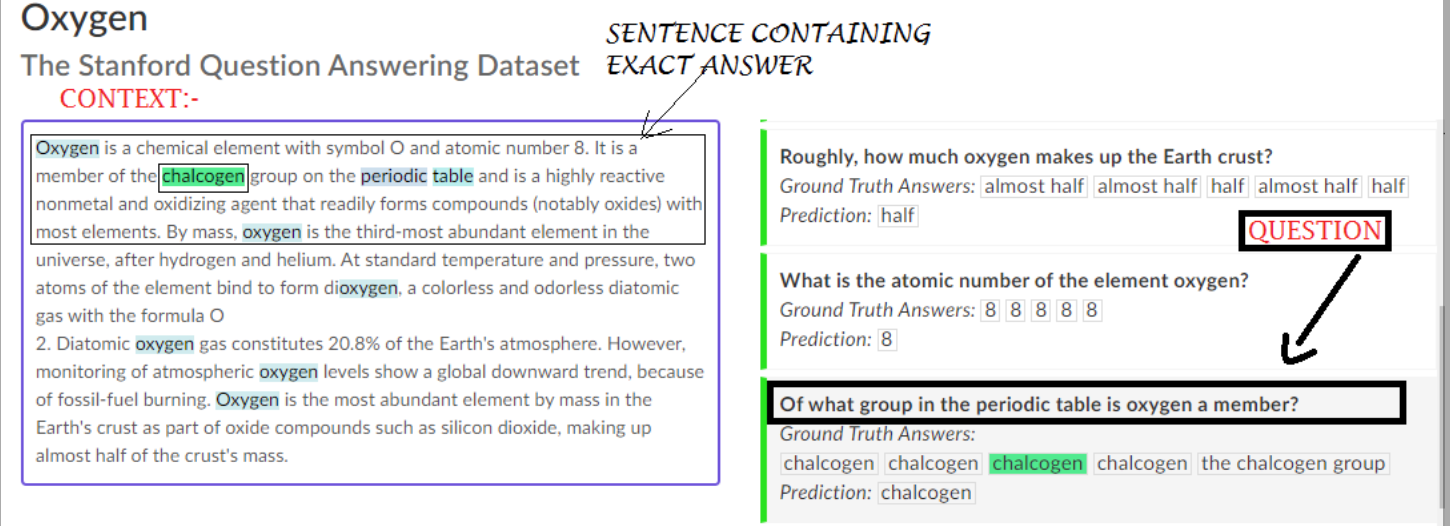 Oxygen
The Stanford Question Answering Dataset
SENTENCE CONTAINING
EXACT ANSWER
CONTEXT:-
Oxygen is a chemical element with symbol O and atomic number 8. It is a
member of the chalcogen group on the periodic table and is a highly reactive
nonmetal and oxidizing agent that readily forms compounds (notably oxides) with
most elements. By mass, oxygen is the third-most abundant element in the
universe, after hydrogen and helium. At standard temperature and pressure, two
atoms of the element bind to form dioxygen, a colorless and odorless diatomic
gas with the formula O
2. Diatomic oxygen gas constitutes 20.8% of the Earth's atmosphere. However,
monitoring of atmospheric oxygen levels show a global downward trend, because
of fossil-fuel burning. Oxygen is the most abundant element by mass in the
Earth's crust as part of oxide compounds such as silicon dioxide, making up
almost half of the crust's mass.
Roughly, how much oxygen makes up the Earth crust?
Ground Truth Answers: almost half almost half half almost half half
Prediction: half
QUESTION
What is the atomic number of the element oxygen?
Ground Truth Answers: 8 8 8 8 8
Prediction: 8
Of what group in the periodic table is oxygen a member?
Ground Truth Answers:
chalcogen chalcogen chalcogen chalcogen the chalcogen group
Prediction: chalcogen